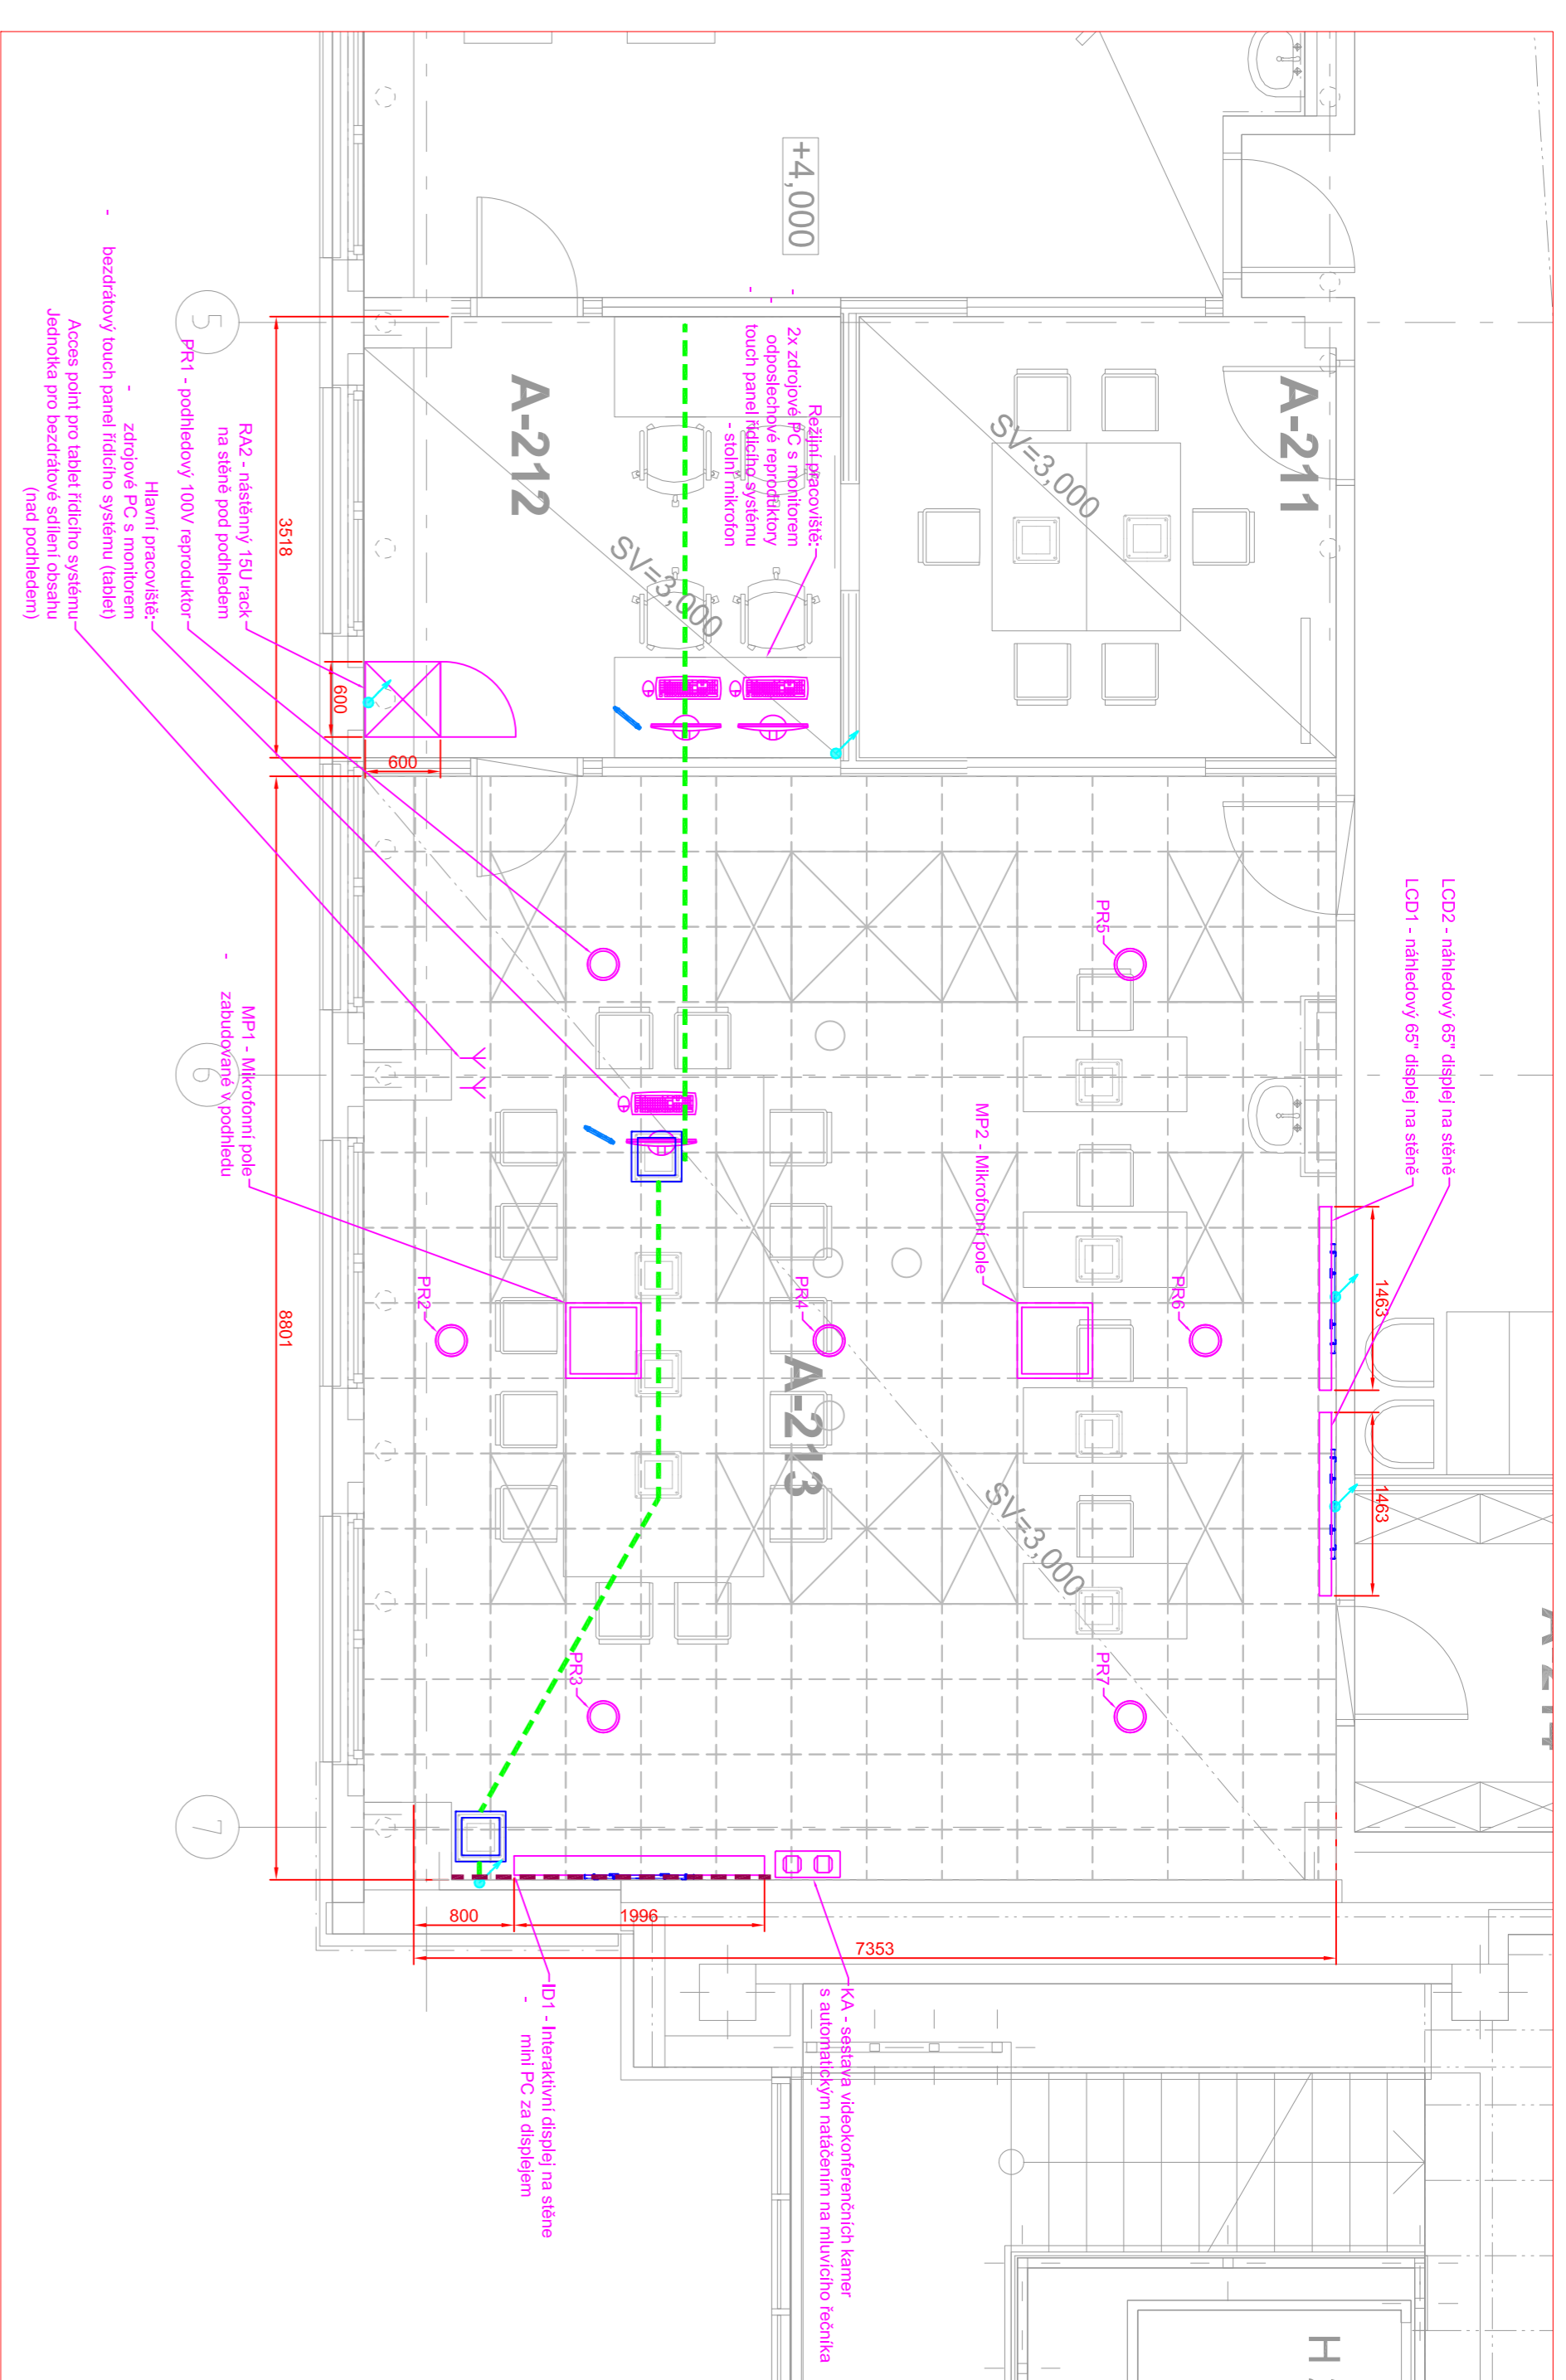 LCD2 - náhledový 65" displej na stěně
LCD1 - náhledový 65" displej na stěně
A-211
SV=3,000
+4,000
Režijní pracoviště:
- 2x zdrojové PC s monitorem
- odposlechové reproduktory
- touch panel řídicího systému
- stolní mikrofon
A-212
SV=3,000
3518
600
600
8801
1463
1463
PR5
PR6
PR7
MP2 - Mikrofonní pole
PR4
A-213
SV=3,000
PR2
PR3
MP1 - Mikrofonní pole
- zabudované v podhledu
RA2 - nástěnný 15U rack
na stěně pod podhledem
PR1 - podhledový 100V reproduktor
Hlavní pracoviště:
- zdrojové PC s monitorem
- bezdrátový touch panel řídicího systému (tablet)
Acces point pro tablet řídicího systému
Jednotka pro bezdrátové sdílení obsahu
(nad podhledem)
5
6
7
800
1996
7353
KA - sestava videokonferenčních kamer
s automatickým natáčením na mluvícího řečníka
ID1 - Interaktivní displej na stěne
- mini PC za displejem
H